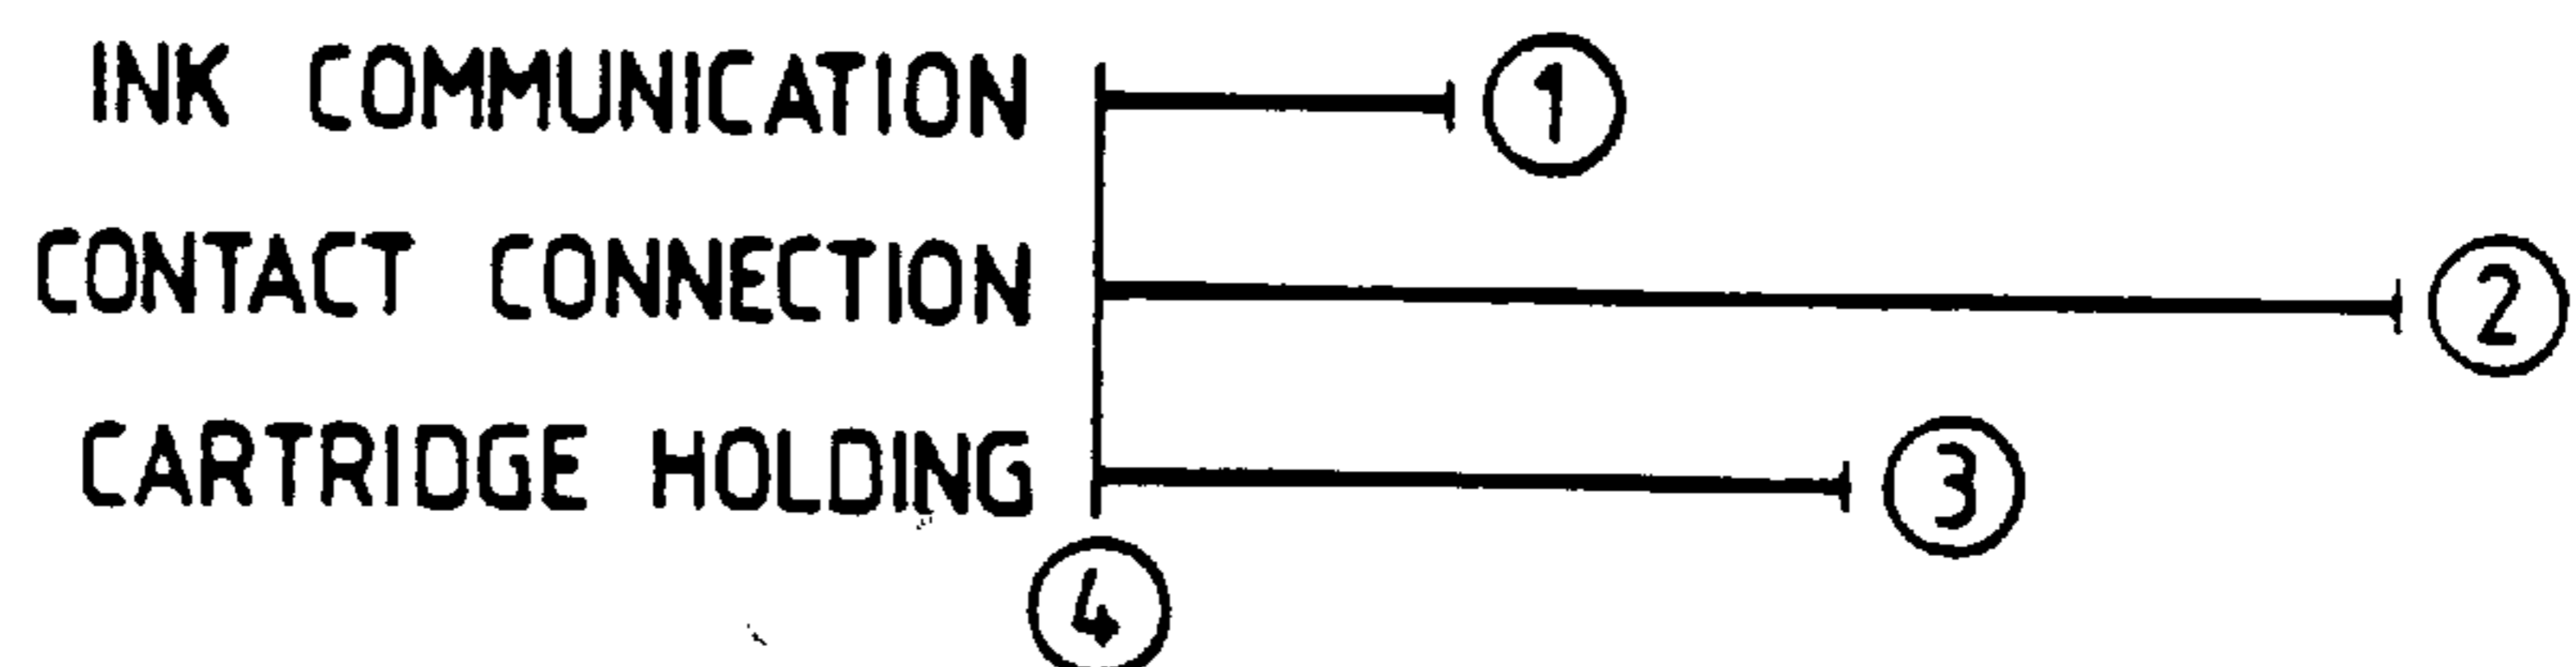 INK COMMUNICATION 1
CONTACT CONNECTION 2
CARTRIDGE HOLDING 3
4